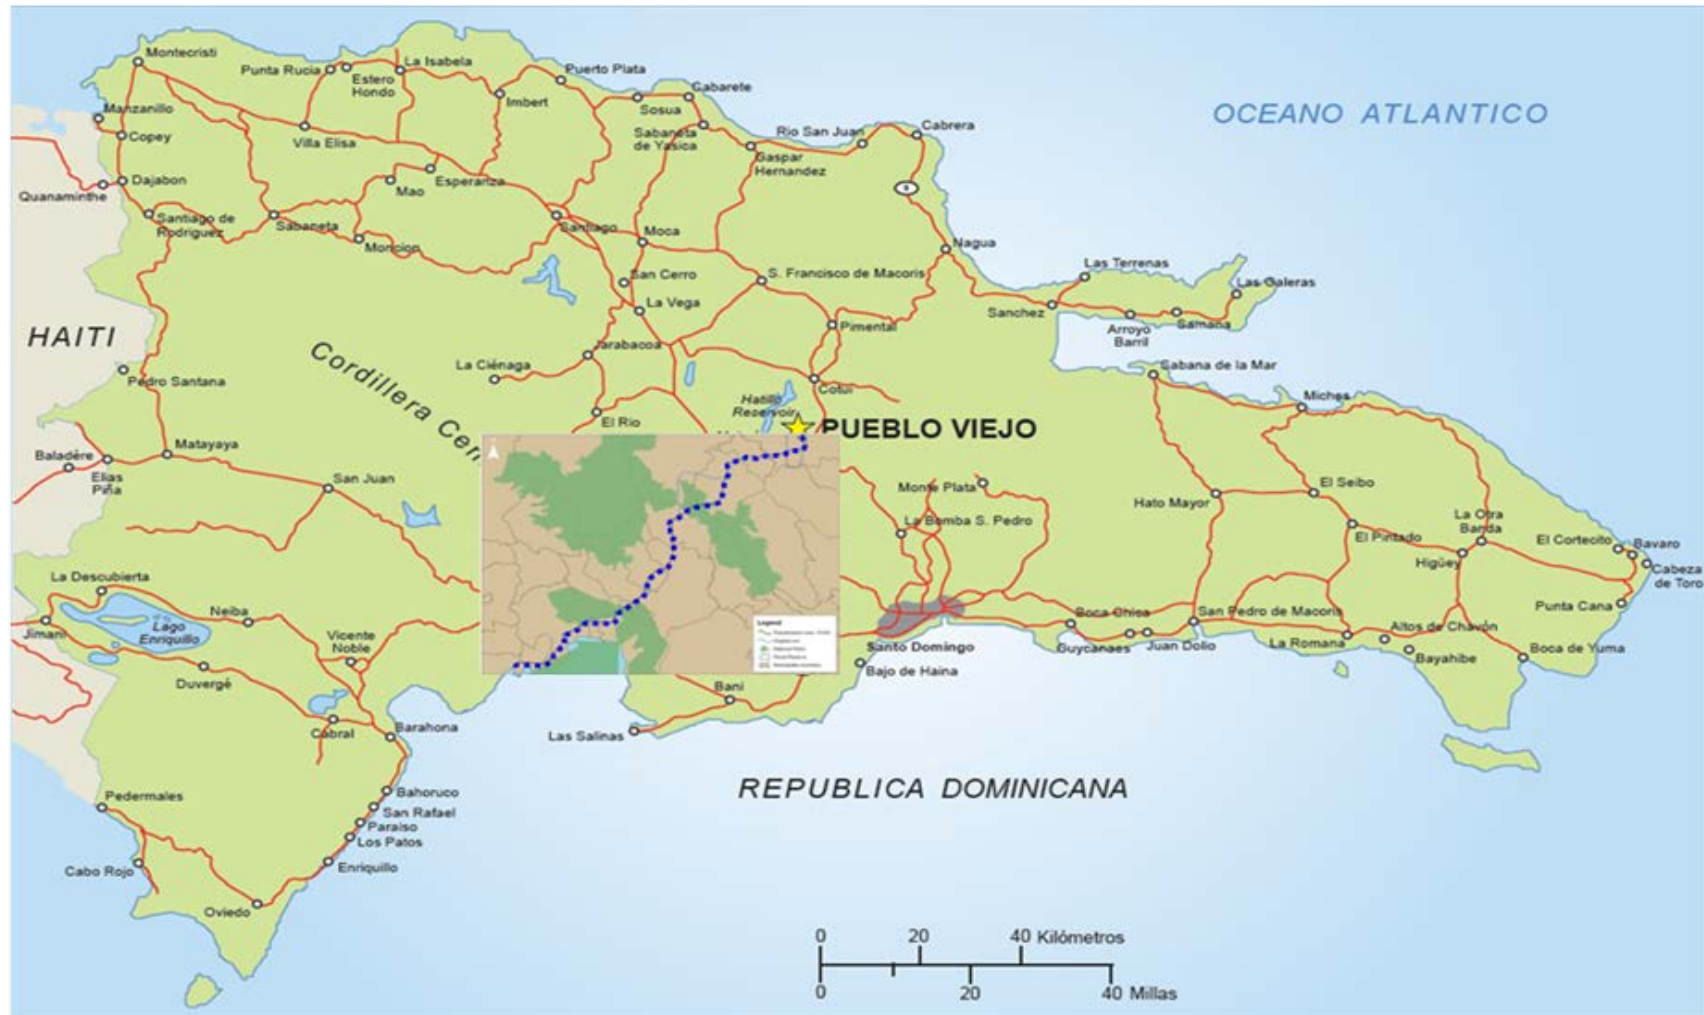 Montecristi
Punta Rucia
Estero
Hondo
La Isabela
Puerto Plata
Imbert
Cabarete
Sosua
Sabaneta
de Yasica
Rio San Juan
Cabrera
OCEANO ATLANTICO
Manzanillo
Copey
Villa Elisa
Gaspar
Hernandez
Dajabon
Quanaminthe
Mao
Esperanza
6
Santiago de
Rodriguez
Sabaneta
Moncion
Santiago
Moca
Nagua
San Cerro
S. Francisco de Macoris
Las Terrenas
Las Galeras
La Vega
Sanchez
Arroyo
Barril
Samana
Pimental
HAITI
Cordillera Cen
Jarabacoa
La Ciénaga
Pedro Santana
Cotui
Sabana de la Mar
Miches
Hatillo
Reservoir
El Rio
PUEBLO VIEJO
Matayaya
Baladère
Elias
Piña
San Juan
Monte Plata
Hato Mayor
El Seibo
La Bomba S. Pedro
La Otra
Banda
El Pintado
El Cortecito
Bavaro
Higüey
Cabeza
de Toro
La Descubierta
Neiba
Lago
Enriquillo
Jimani
Vicente
Noble
Legend
Boca Chica
San Pedro de Macoris
Punta Cana
Altos de Chavón
La Romana
Santo Domingo
Guycanaes
Juan Dolio
Bayahibe
Boca de Yuma
Bajo de Haina
Duvergé
Bani
Cabral
Barahona
Las Salinas
REPUBLICA DOMINICANA
Pedermales
Bahoruco
San Rafael
Paraiso
Los Patos
Cabo Rojo
Enriquillo
Oviedo
0 20 40 Kilómetros
0 20 40 Millas